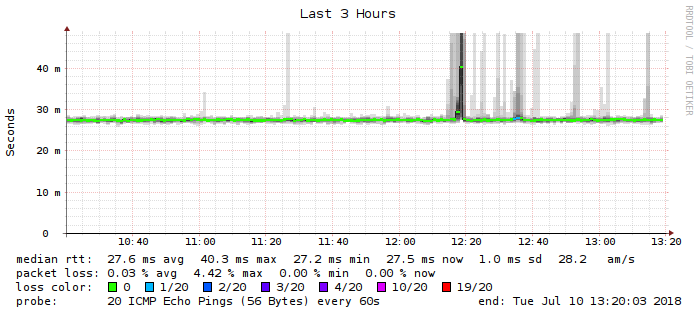 Last 3 Hours
RRDTOOL / TOBI OETIKER
Seconds
40 m
30 m
20 m
10 m
0
10:40 11:00 11:20 11:40 12:00 12:20 12:40 13:00 13:20
median rtt: 27.6 ms avg 40.3 ms max 27.2 ms min 27.5 ms now 1.0 ms sd 28.2 am/s
packet loss: 0.03 % avg 4.42 % max 0.00 % min 0.00 % now
loss color: 0 1/20 2/20 3/20 4/20 10/20 19/20
probe: 20 ICMP Echo Pings (56 Bytes) every 60s end: Tue Jul 10 13:20:03 2018